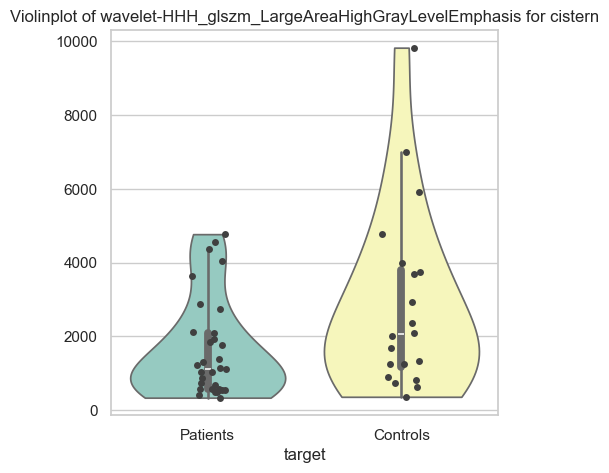 Violinplot of wavelet-HHH_glszm_LargeAreaHighGrayLevelEmphasis for cistern
10000
8000
6000
4000
2000
0
Patients
Controls
target